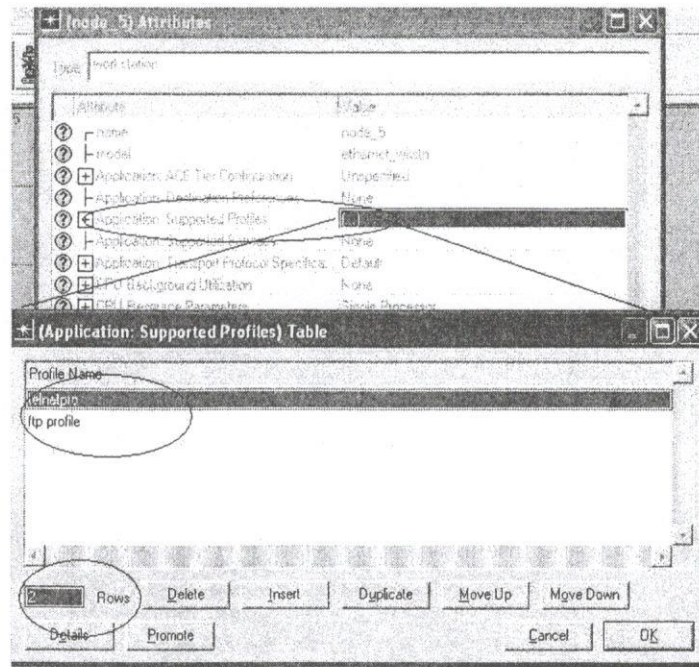 (node_5) Attributes
Type: work station
Attribute Value
name node_5
model ethernet_wkstn
Application: ACE Tier Configuration Unspecified
Application: Destination Preferences None
Application: Supported Profiles
Application: Supported Services None
Application: Transport Protocol Specifica... Default
CPU Background Utilization None
CPU Resource Parameters Single Processor
(Application: Supported Profiles) Table
Profile Name
telnetpro
ftp profile
2 Rows Delete Insert Duplicate Move Up Move Down
Details Promote Cancel OK